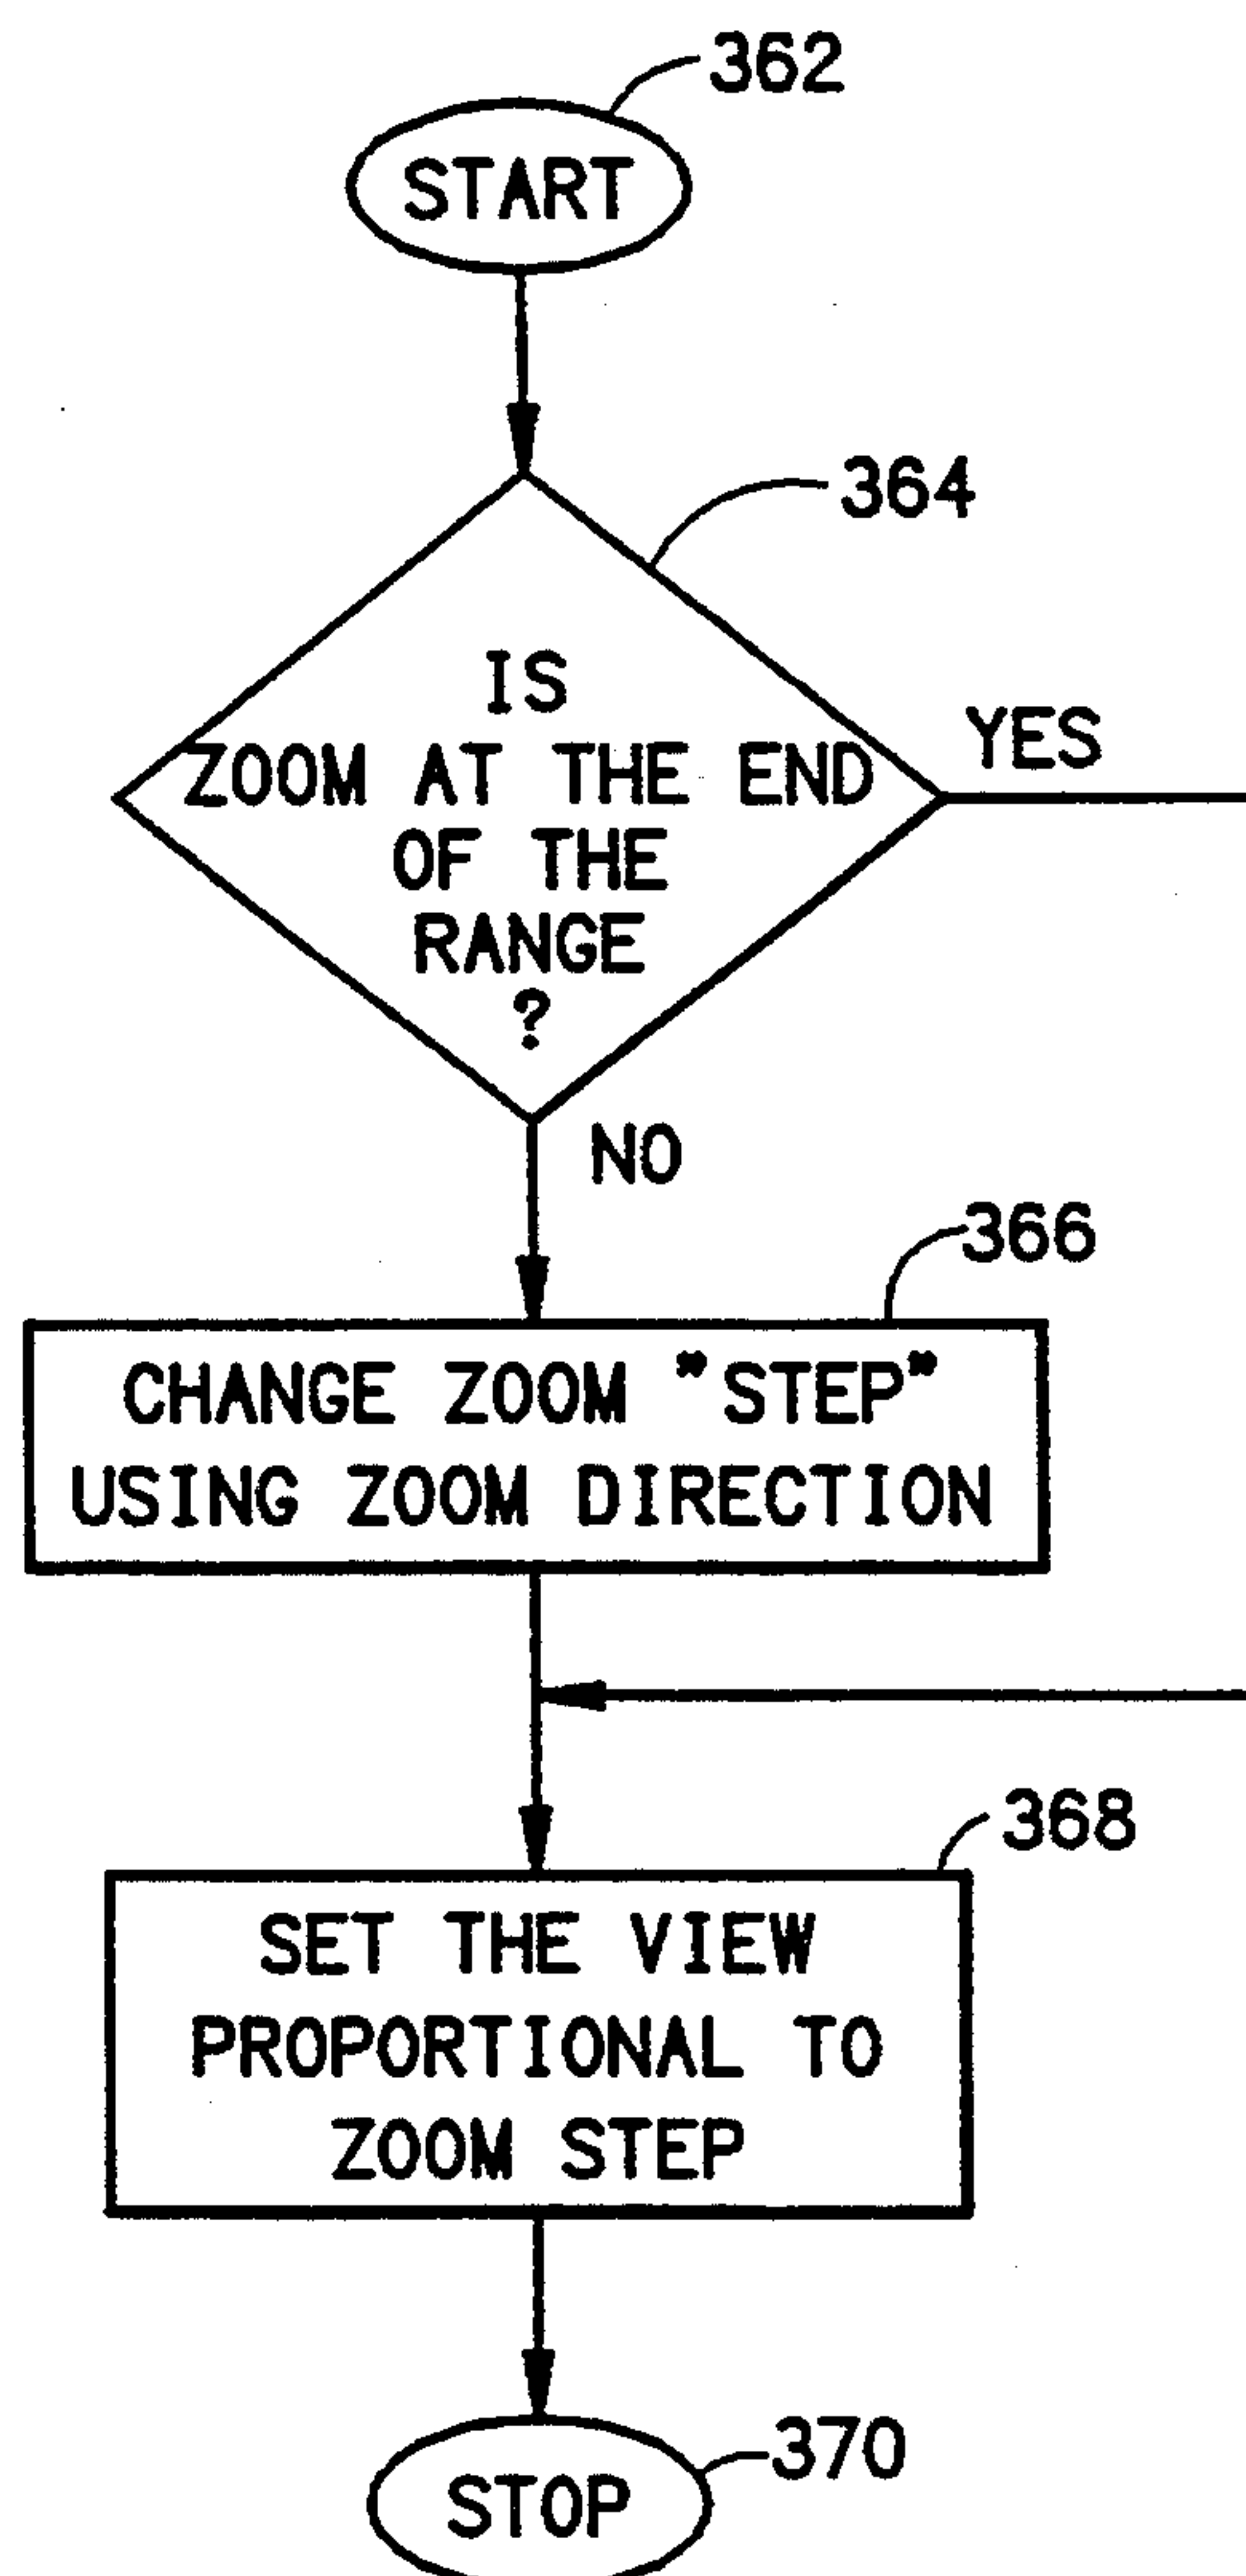 362
START
364
IS
ZOOM AT THE END
OF THE
RANGE
?
YES
NO
366
CHANGE ZOOM "STEP"
USING ZOOM DIRECTION
368
SET THE VIEW
PROPORTIONAL TO
ZOOM STEP
370
STOP